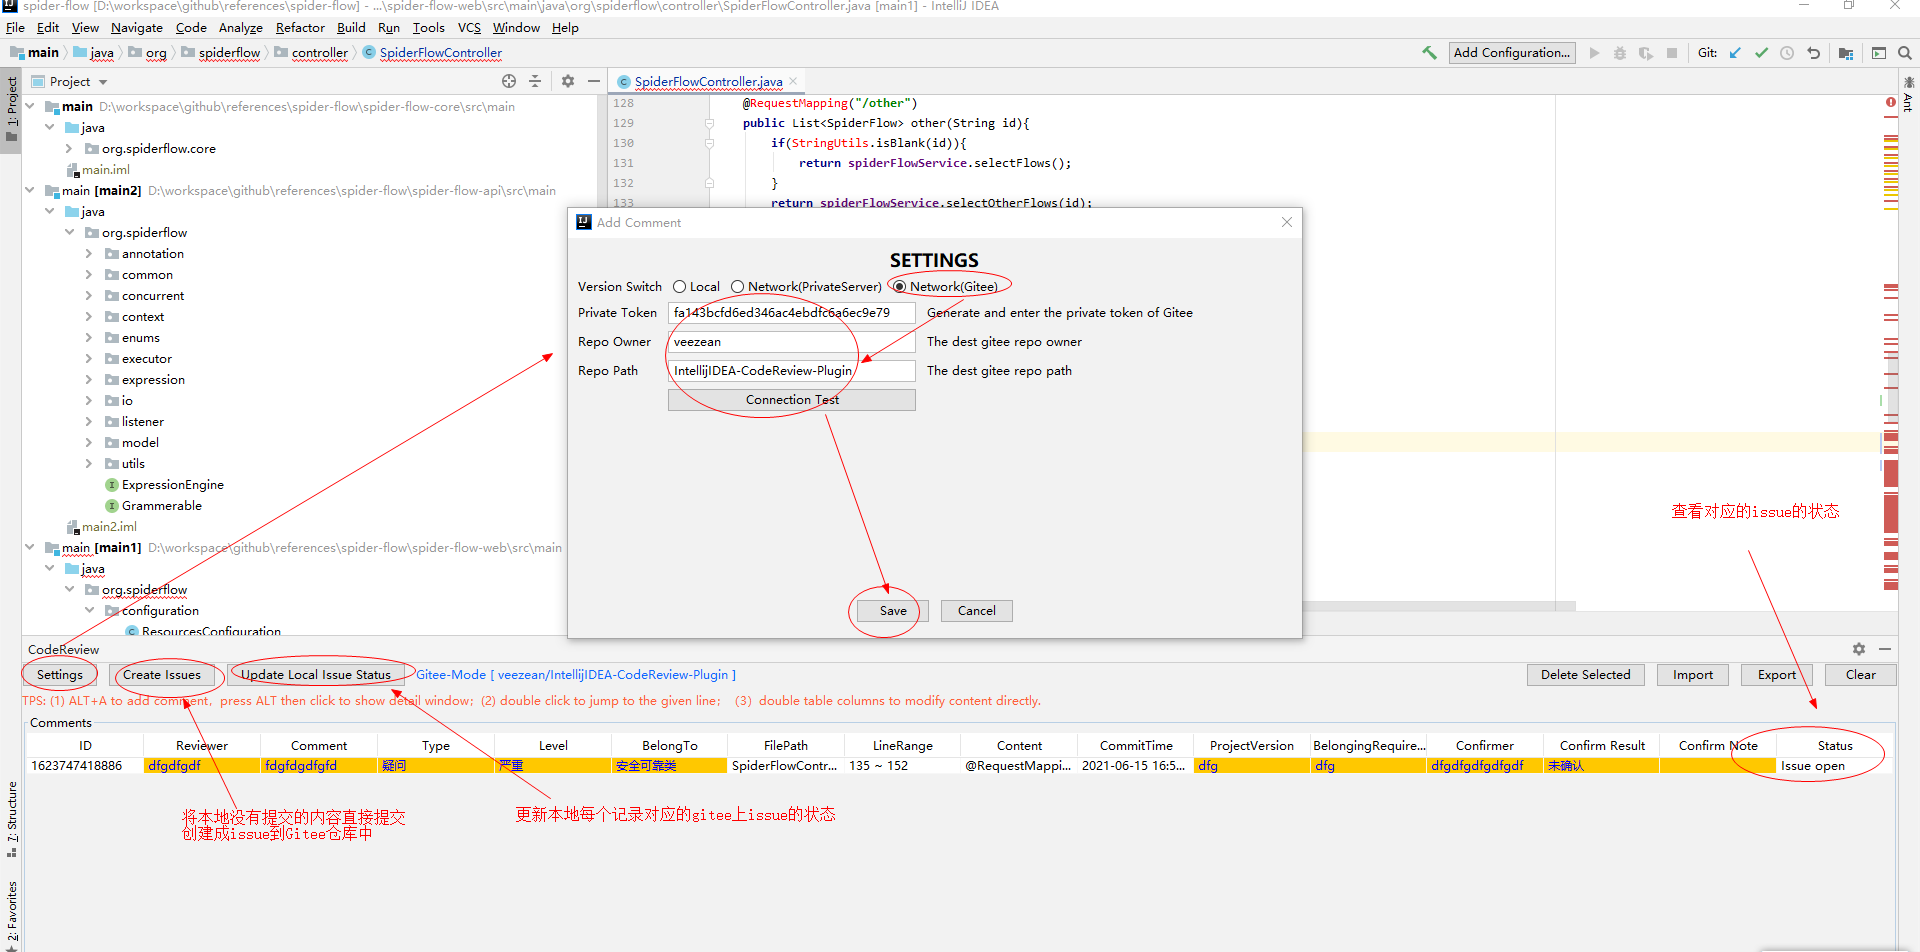 spider-flow [D:\workspace\github\references\spider-flow] - ...\spider-flow-web\src\main\java\org\spiderflow\controller\SpiderFlowController.java [main1] - IntelliJ IDEA
File Edit View Navigate Code Analyze Refactor Build Run Tools VCS Window Help
main java org spiderflow controller SpiderFlowController
Add Configuration... Git:
Project
SpiderFlowController.java
1: Project
Ant
main D:\workspace\github\references\spider-flow\spider-flow-core\src\main
java
org.spiderflow.core
main.iml
main [main2] D:\workspace\github\references\spider-flow\spider-flow-api\src\main
java
org.spiderflow
annotation
common
concurrent
context
enums
executor
expression
io
listener
model
utils
ExpressionEngine
Grammerable
main2.iml
main [main1] D:\workspace\github\references\spider-flow\spider-flow-web\src\main
java
org.spiderflow
configuration
ResourcesConfiguration
128 @RequestMapping("/other")
129 public List<SpiderFlow> other(String id){
130 if(StringUtils.isBlank(id)){
131 return spiderFlowService.selectFlows();
132 }
133 return spiderFlowService.selectOtherFlows(id);
Add Comment
SETTINGS
Version Switch Local Network(PrivateServer) Network(Gitee)
Private Token fa143bcfd6ed346ac4ebdfc6a6ec9e79 Generate and enter the private token of Gitee
Repo Owner veezean The dest gitee repo owner
Repo Path IntellijIDEA-CodeReview-Plugin The dest gitee repo path
Connection Test
Save Cancel
查看对应的issue的状态
CodeReview
Settings Create Issues Update Local Issue Status Gitee-Mode [ veezean/IntellijIDEA-CodeReview-Plugin ] Delete Selected Import Export Clear
TPS: (1) ALT+A to add comment, press ALT then click to show detail window; (2) double click to jump to the given line; （3）double table columns to modify content directly.
Comments
ID Reviewer Comment Type Level BelongTo FilePath LineRange Content CommitTime ProjectVersion BelongingRequire... Confirmer Confirm Result Confirm Note Status
1623747418886 dfgdfgdf fdgfdgdfgfd 疑问 严重 安全可靠类 SpiderFlowContr... 135 ~ 152 @RequestMappi... 2021-06-15 16:5... dfg dfg dfgdfgdfgdfgdf 未确认 Issue open
将本地没有提交的内容直接提交
创建成issue到Gitee仓库中
更新本地每个记录对应的gitee上issue的状态
7: Structure
2: Favorites